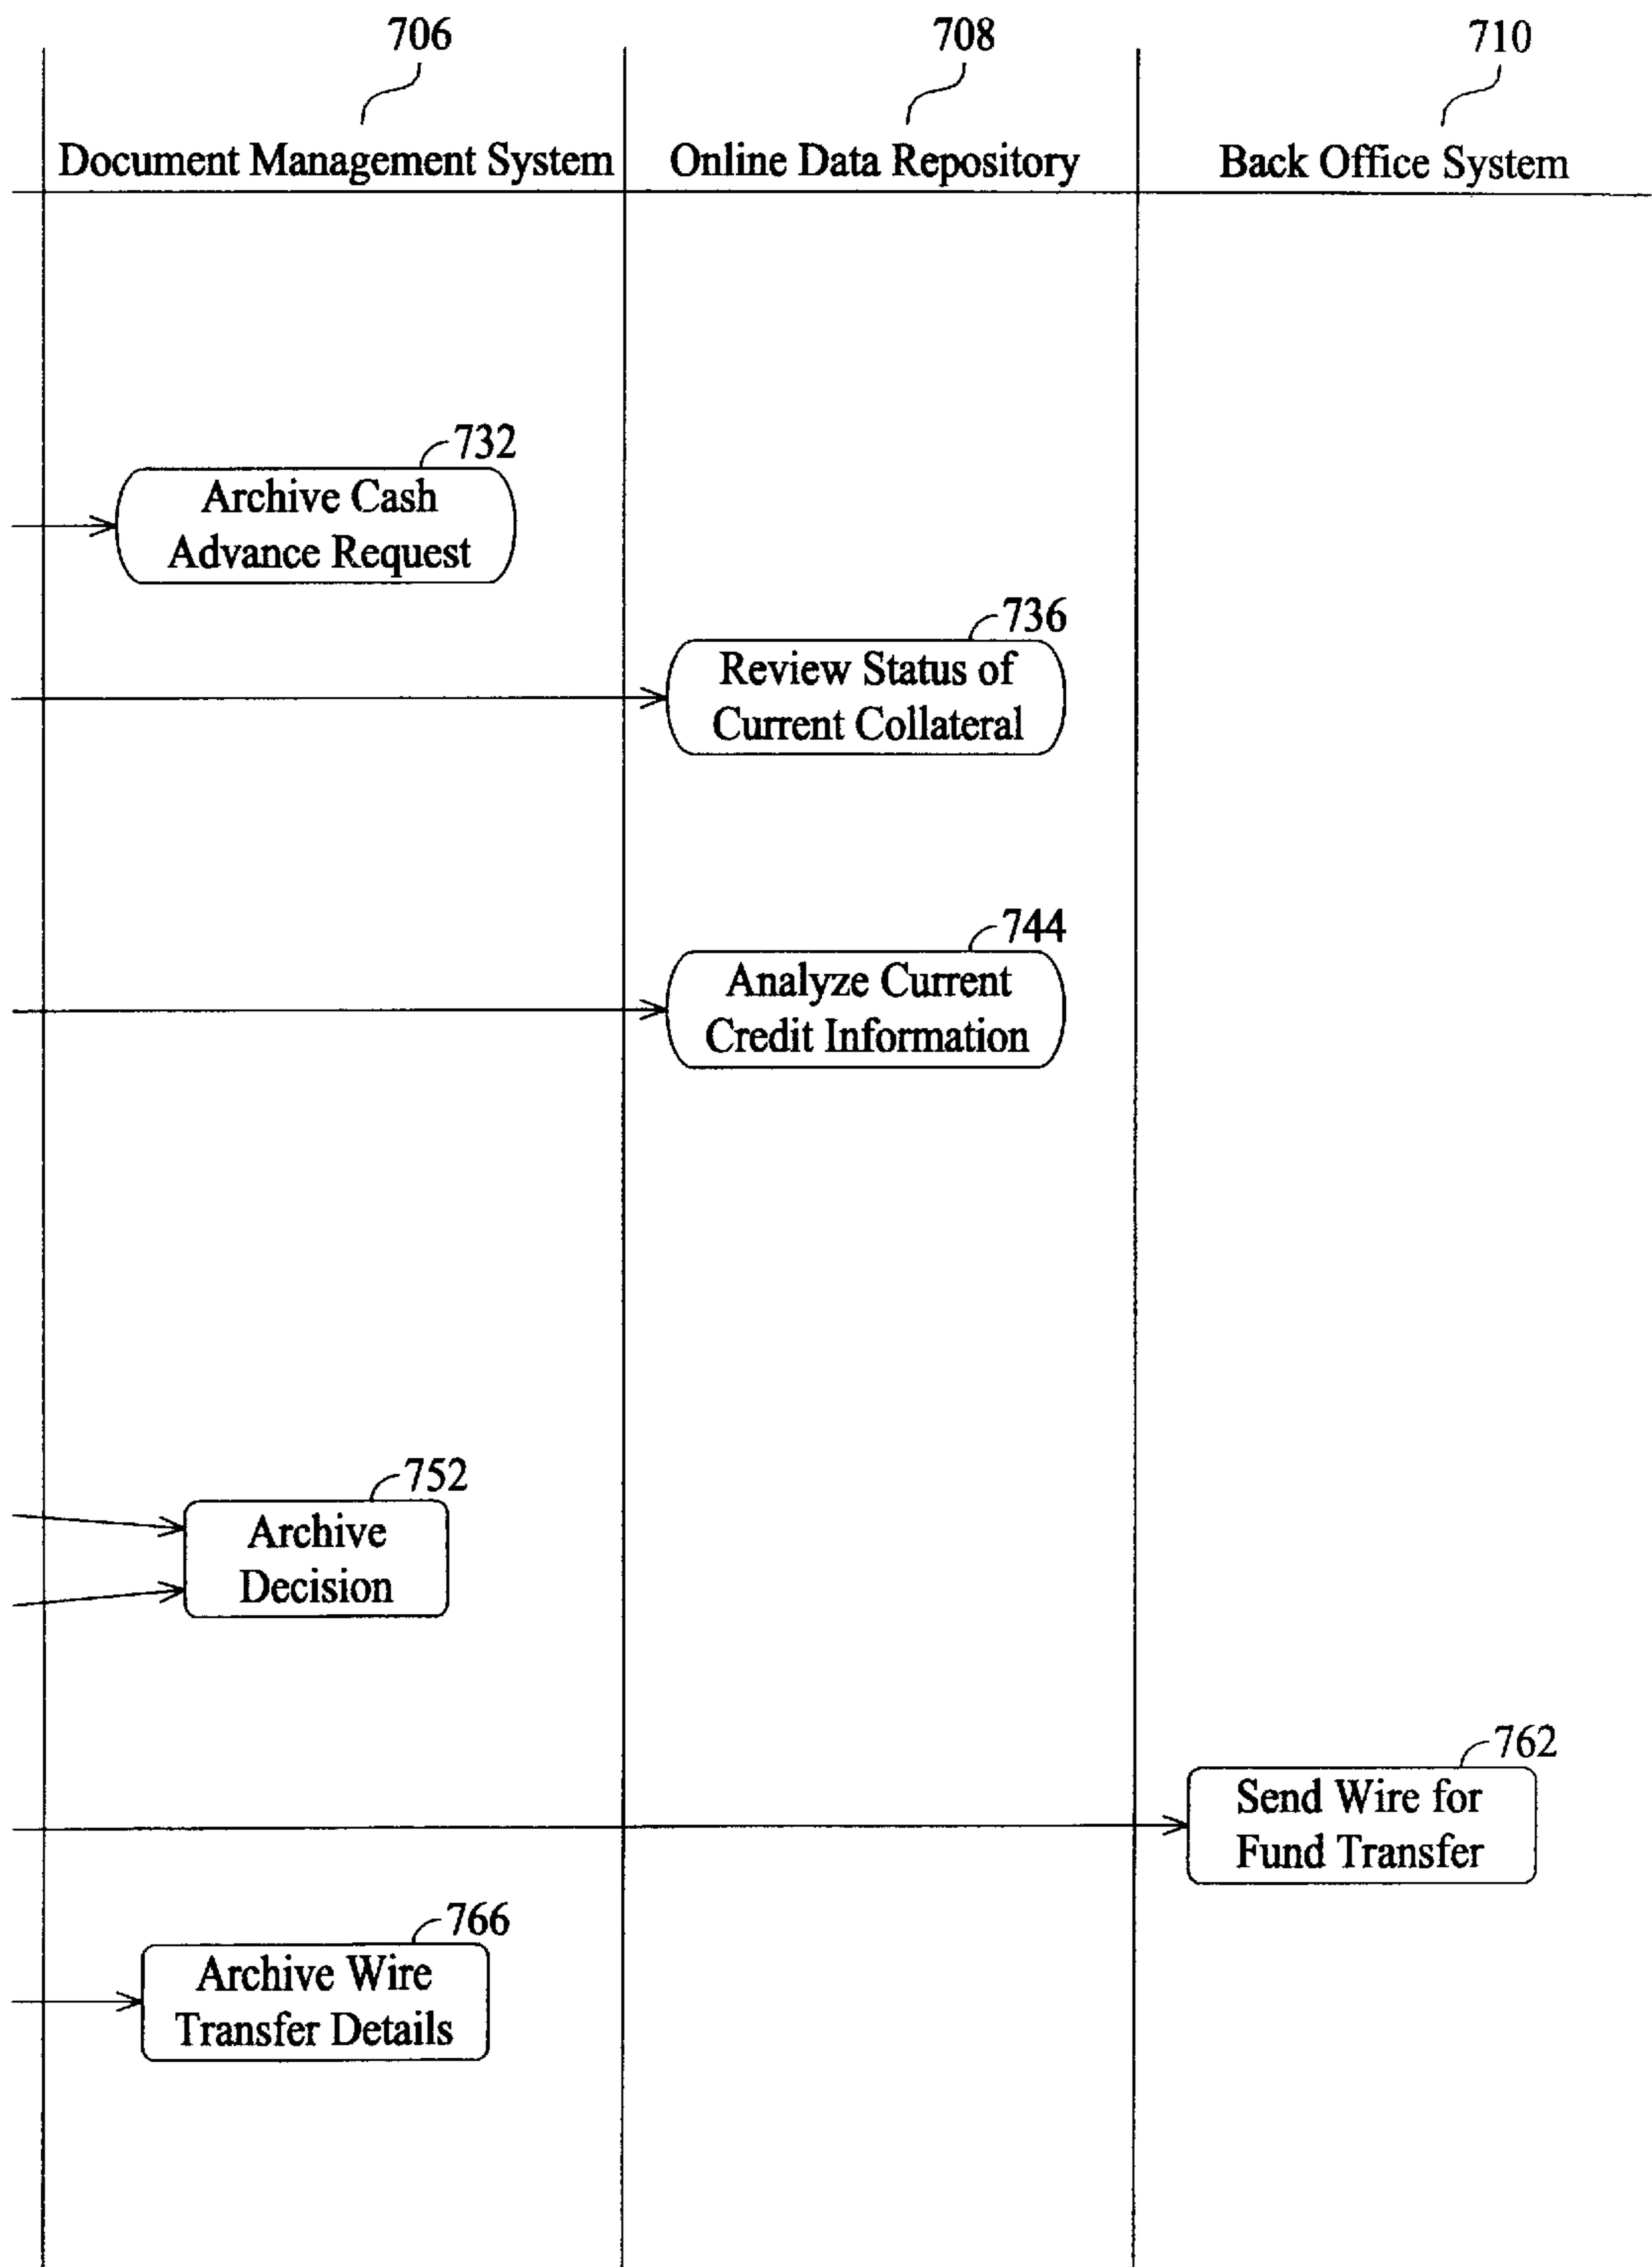 706
708
710
Document Management System
Online Data Repository
Back Office System
732
Archive Cash
Advance Request
736
Review Status of
Current Collateral
744
Analyze Current
Credit Information
752
Archive
Decision
762
Send Wire for
Fund Transfer
766
Archive Wire
Transfer Details